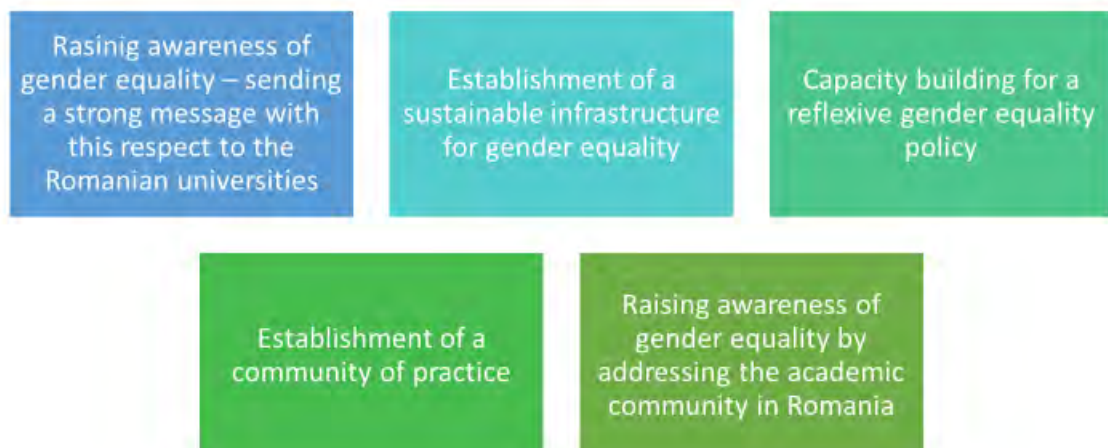 Rasinig awareness of
gender equality – sending
a strong message with
this respect to the
Romanian universities
Establishment of a
sustainable infrastructure
for gender equality
Capacity building for a
reflexive gender equality
policy
Establishment of a
community of practice
Raising awareness of
gender equality by
addressing the academic
community in Romania